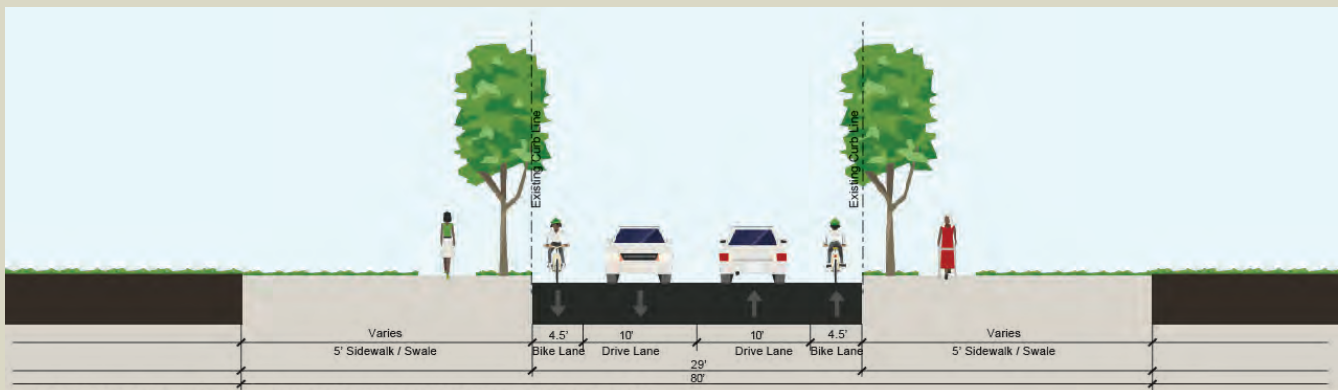 Existing Curb Line
Existing Curb Line
Varies
4.5'
10'
10'
4.5'
Varies
5' Sidewalk / Swale
Bike Lane
Drive Lane
Drive Lane
Bike Lane
5' Sidewalk / Swale
29'
80'